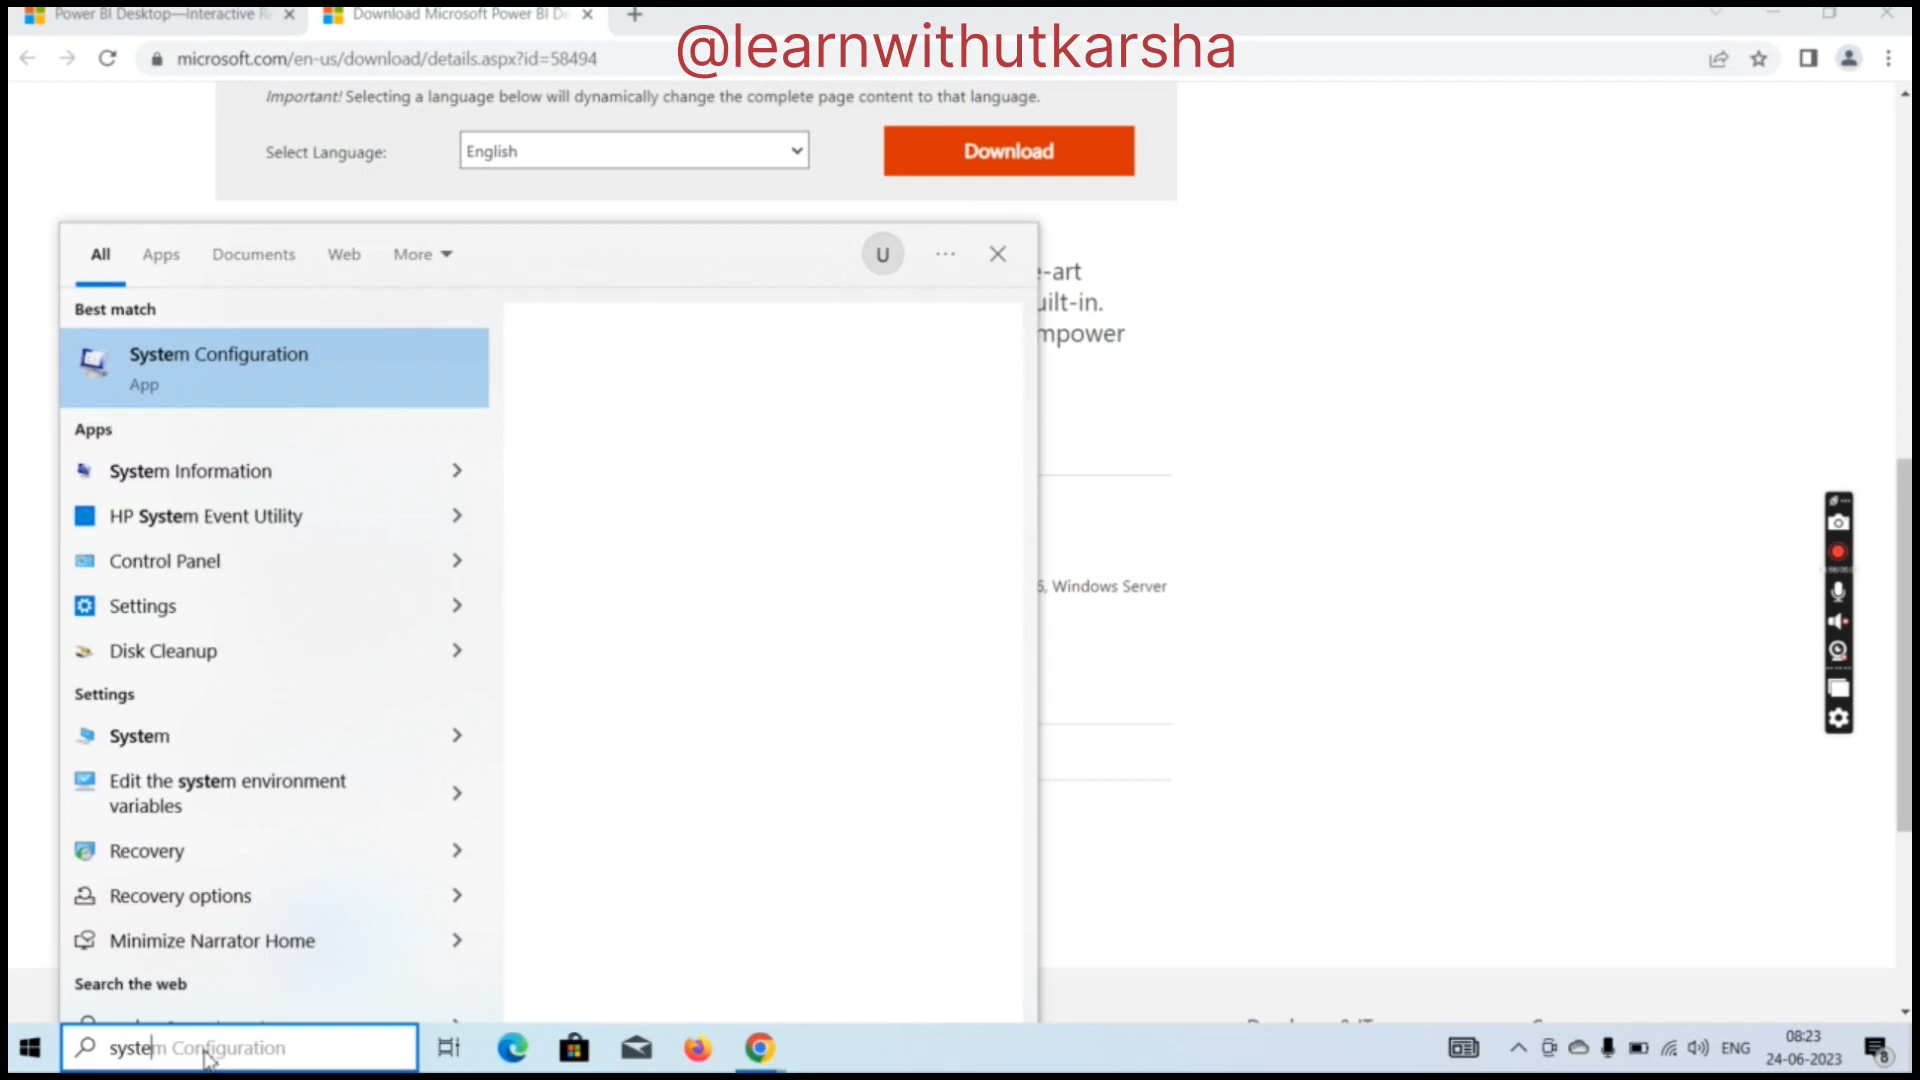 Power BI Desktop—Interactive R
Download Microsoft Power BI De
@learnwithutkarsha
microsoft.com/en-us/download/details.aspx?id=58494
Important! Selecting a language below will dynamically change the complete page content to that language.
Select Language:
English
Download
All
Apps
Documents
Web
More
U
e-art
uilt-in.
mpower
Best match
System Configuration
App
Apps
System Information
HP System Event Utility
Control Panel
Settings
Disk Cleanup
Settings
System
Edit the system environment
variables
Recovery
Recovery options
Minimize Narrator Home
Search the web
6, Windows Server
system Configuration
ENG
08:23
24-06-2023
8